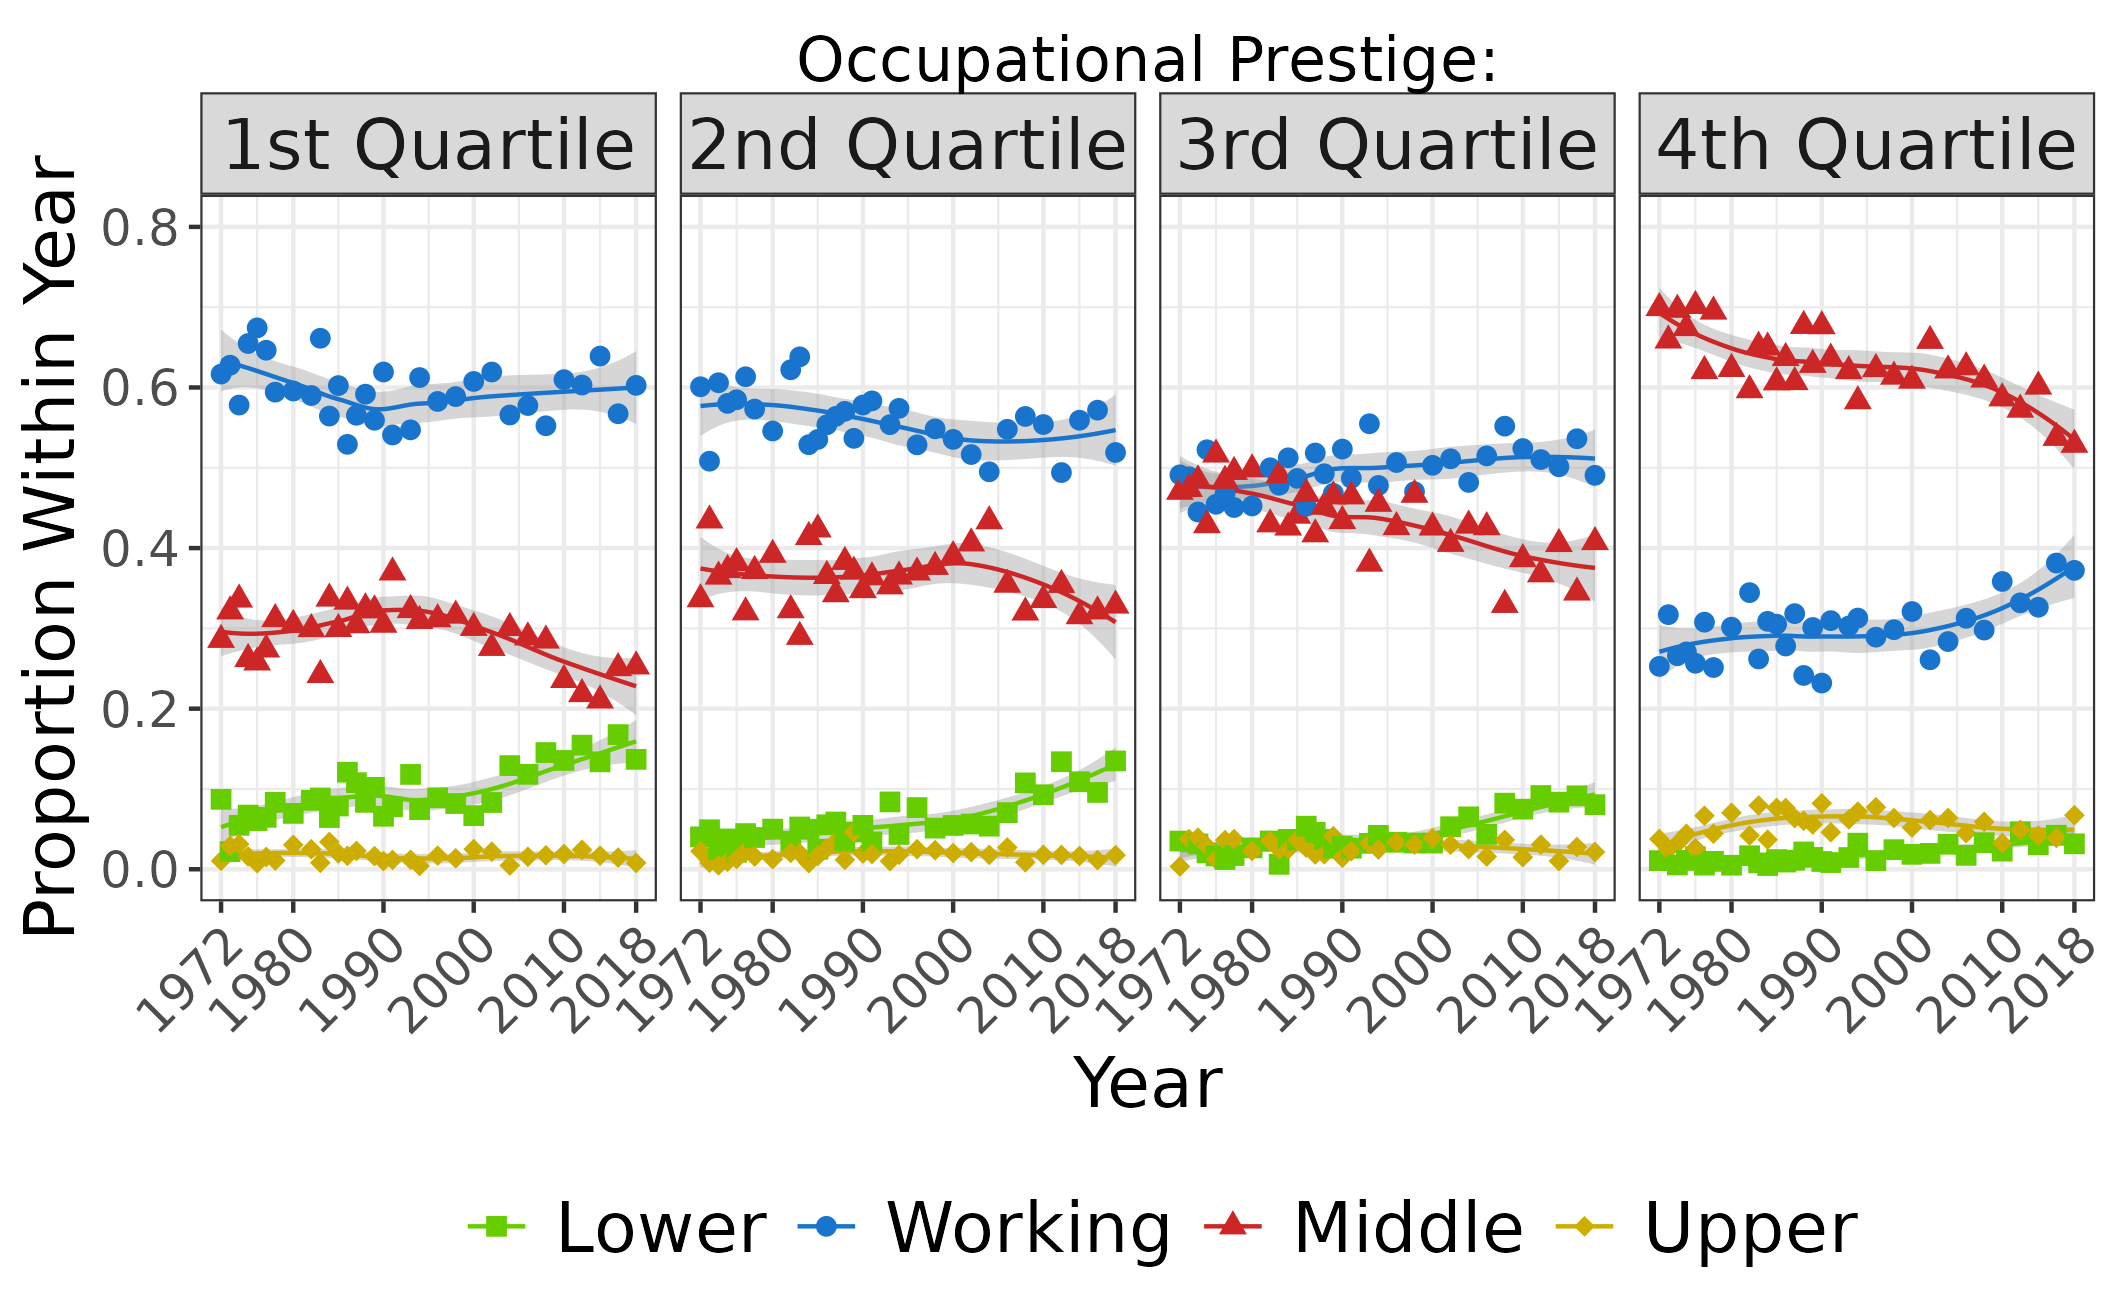 Occupational Prestige:
1st Quartile 2nd Quartile 3rd Quartile 4th Quartile
Proportion Within Year
0.8
0.6
0.4
0.2
0.0
1972 1980 1990 2000 2010 2018 1972 1980 1990 2000 2010 2018 1972 1980 1990 2000 2010 2018 1972 1980 1990 2000 2010 2018
Year
Lower Working Middle Upper